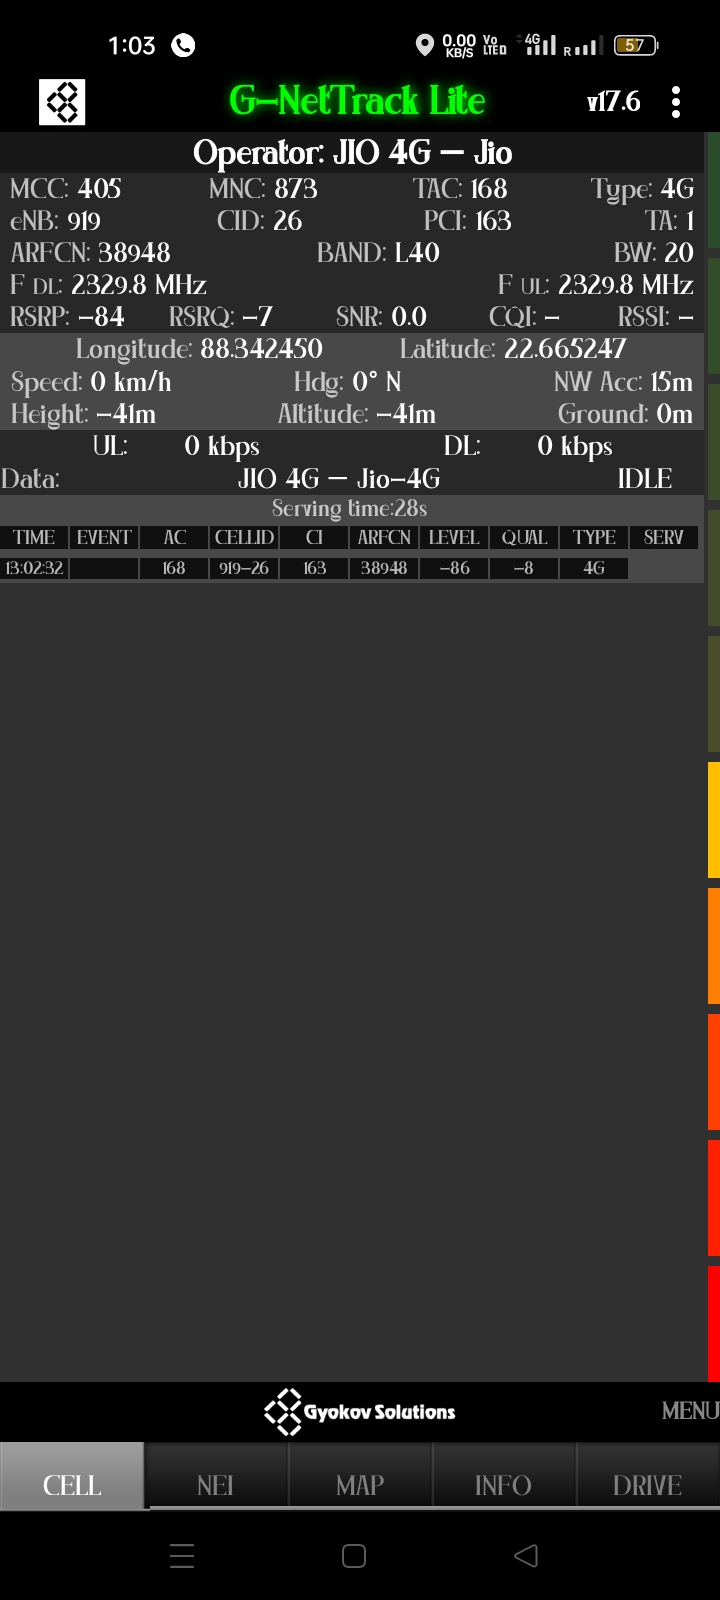 1:03 0.00 KB/S Vo LTED 4G R 57
G-NetTrack Lite v17.6
Operator: JIO 4G – Jio
MCC: 405 MNC: 873 TAC: 168 Type: 4G
eNB: 919 CID: 26 PCI: 163 TA: 1
ARFCN: 38948 BAND: L40 BW: 20
F DL: 2329.8 MHz F UL: 2329.8 MHz
RSRP: -84 RSRQ: -7 SNR: 0.0 CQI: - RSSI: -
Longitude: 88.342450 Latitude: 22.665247
Speed: 0 km/h Hdg: 0° N NW Acc: 15m
Height: -41m Altitude: -41m Ground: 0m
UL: 0 kbps DL: 0 kbps
Data: JIO 4G – Jio-4G IDLE
Serving time:28s
TIME EVENT AC CELLID CI ARFCN LEVEL QUAL TYPE SERV
13:02:32 168 919-26 163 38948 -86 -8 4G
Gyokov Solutions MENU
CELL NEI MAP INFO DRIVE